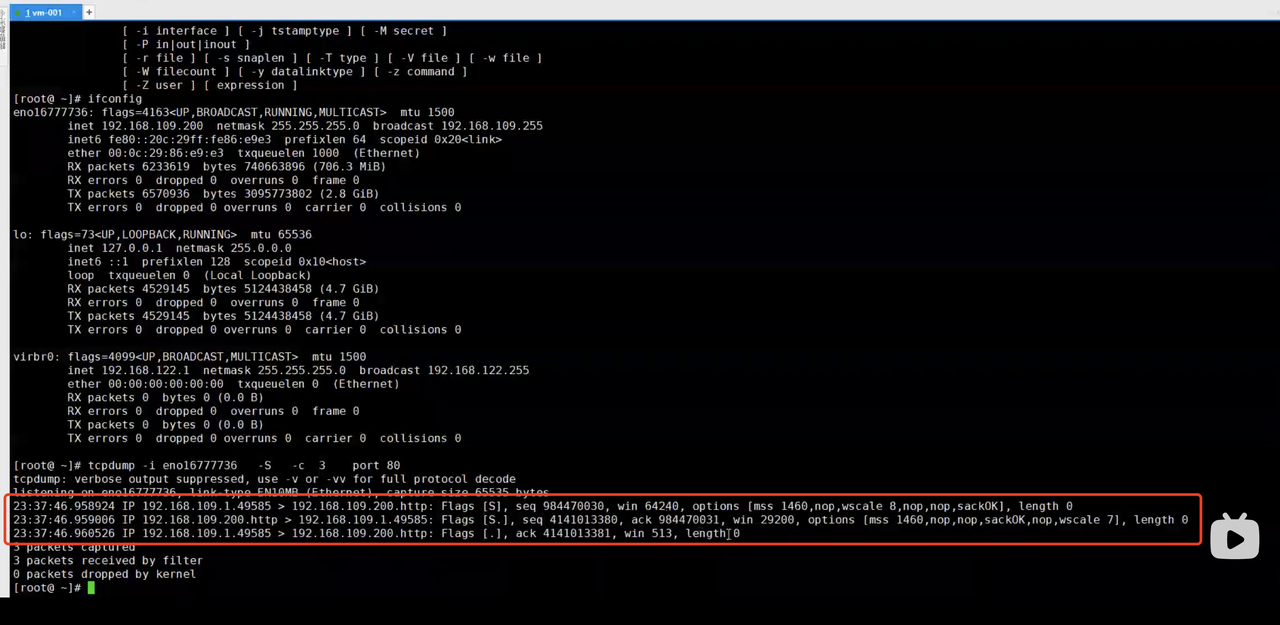 1 vm-001
+
[ -i interface ] [ -j tstamptype ] [ -M secret ]
[ -P in|out|inout ]
[ -r file ] [ -s snaplen ] [ -T type ] [ -V file ] [ -w file ]
[ -W filecount ] [ -y datalinktype ] [ -z command ]
[ -Z user ] [ expression ]
[root@ ~]# ifconfig
eno16777736: flags=4163<UP,BROADCAST,RUNNING,MULTICAST>  mtu 1500
inet 192.168.109.200  netmask 255.255.255.0  broadcast 192.168.109.255
inet6 fe80::20c:29ff:fe86:e9e3  prefixlen 64  scopeid 0x20<link>
ether 00:0c:29:86:e9:e3  txqueuelen 1000  (Ethernet)
RX packets 6233619  bytes 740663896 (706.3 MiB)
RX errors 0  dropped 0  overruns 0  frame 0
TX packets 6570936  bytes 3095773802 (2.8 GiB)
TX errors 0  dropped 0 overruns 0  carrier 0  collisions 0
lo: flags=73<UP,LOOPBACK,RUNNING>  mtu 65536
inet 127.0.0.1  netmask 255.0.0.0
inet6 ::1  prefixlen 128  scopeid 0x10<host>
loop  txqueuelen 0  (Local Loopback)
RX packets 4529145  bytes 5124438458 (4.7 GiB)
RX errors 0  dropped 0  overruns 0  frame 0
TX packets 4529145  bytes 5124438458 (4.7 GiB)
TX errors 0  dropped 0 overruns 0  carrier 0  collisions 0
virbr0: flags=4099<UP,BROADCAST,MULTICAST>  mtu 1500
inet 192.168.122.1  netmask 255.255.255.0  broadcast 192.168.122.255
ether 00:00:00:00:00:00  txqueuelen 0  (Ethernet)
RX packets 0  bytes 0 (0.0 B)
RX errors 0  dropped 0  overruns 0  frame 0
TX packets 0  bytes 0 (0.0 B)
TX errors 0  dropped 0 overruns 0  carrier 0  collisions 0
[root@ ~]# tcpdump -i eno16777736   -S   -c  3    port 80
tcpdump: verbose output suppressed, use -v or -vv for full protocol decode
listening on eno16777736, link-type EN10MB (Ethernet), capture size 65535 bytes
23:37:46.958924 IP 192.168.109.1.49585 > 192.168.109.200.http: Flags [S], seq 984470030, win 64240, options [mss 1460,nop,wscale 8,nop,nop,sackOK], length 0
23:37:46.959006 IP 192.168.109.200.http > 192.168.109.1.49585: Flags [S.], seq 4141013380, ack 984470031, win 29200, options [mss 1460,nop,nop,sackOK,nop,wscale 7], length 0
23:37:46.960526 IP 192.168.109.1.49585 > 192.168.109.200.http: Flags [.], ack 4141013381, win 513, length 0
3 packets captured
3 packets received by filter
0 packets dropped by kernel
[root@ ~]#